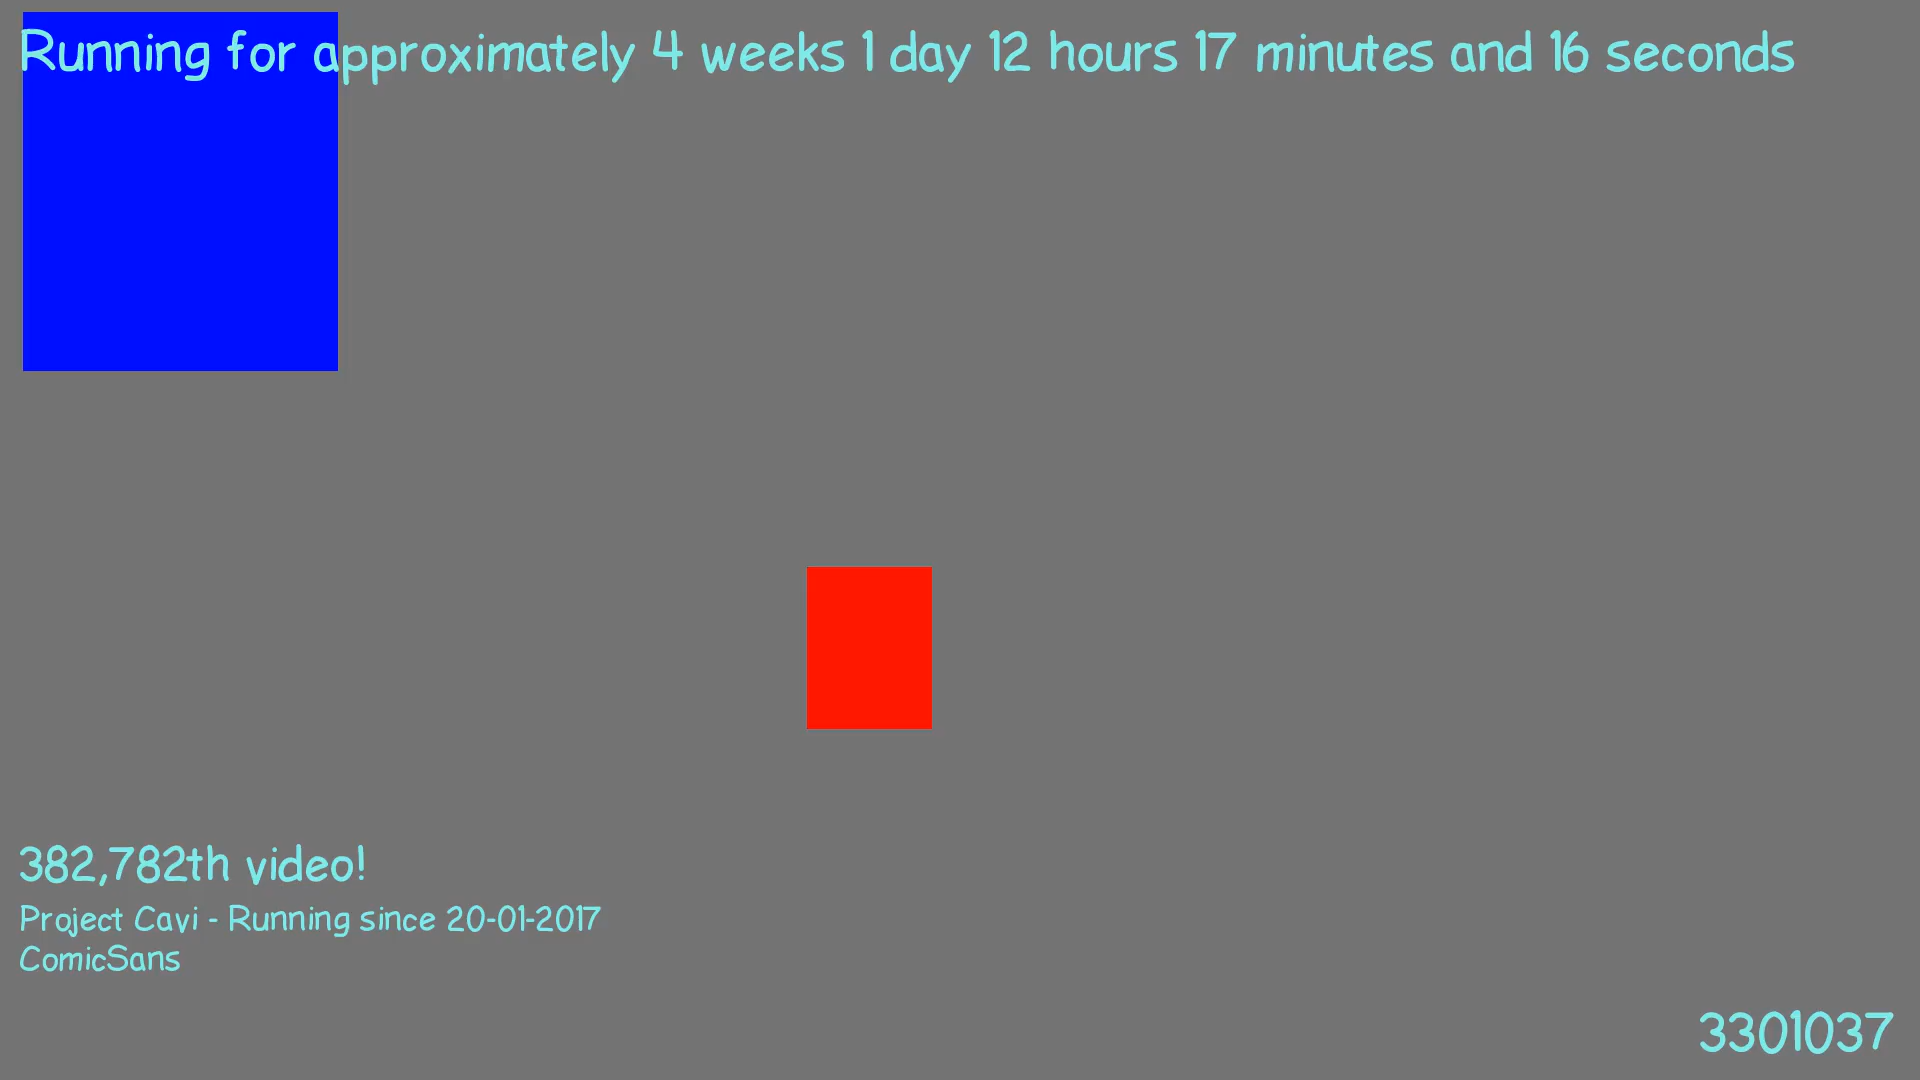 Running for approximately 4 weeks 1 day 12 hours 17 minutes and 16 seconds
382,782th video!
Project Cavi - Running since 20-01-2017
ComicSans
3301037